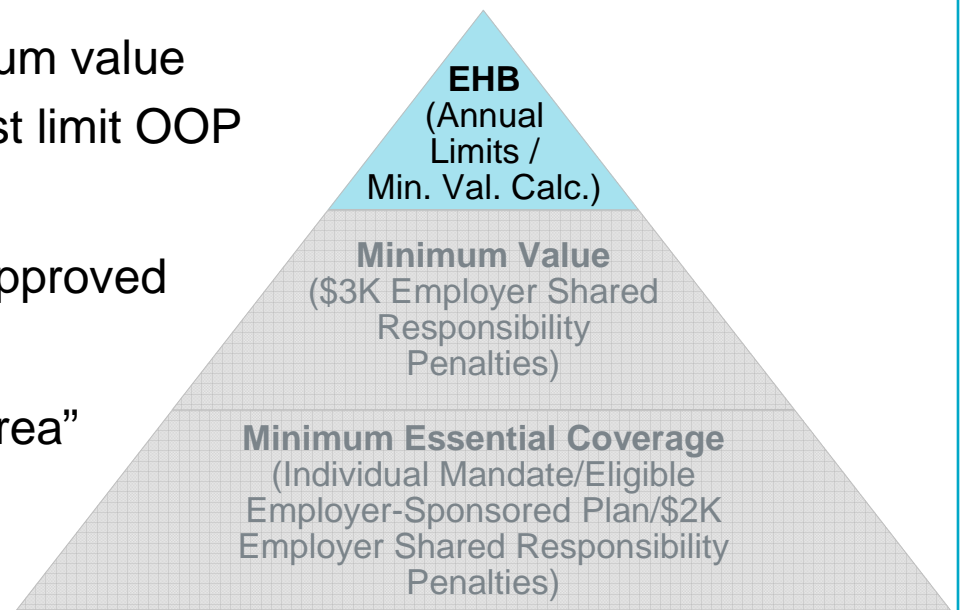 um value
st limit OOP
pproved
rea”
EHB
(Annual
Limits /
Min. Val. Calc.)
Minimum Value
($3K Employer Shared
Responsibility
Penalties)
Minimum Essential Coverage
(Individual Mandate/Eligible
Employer-Sponsored Plan/$2K
Employer Shared Responsibility
Penalties)